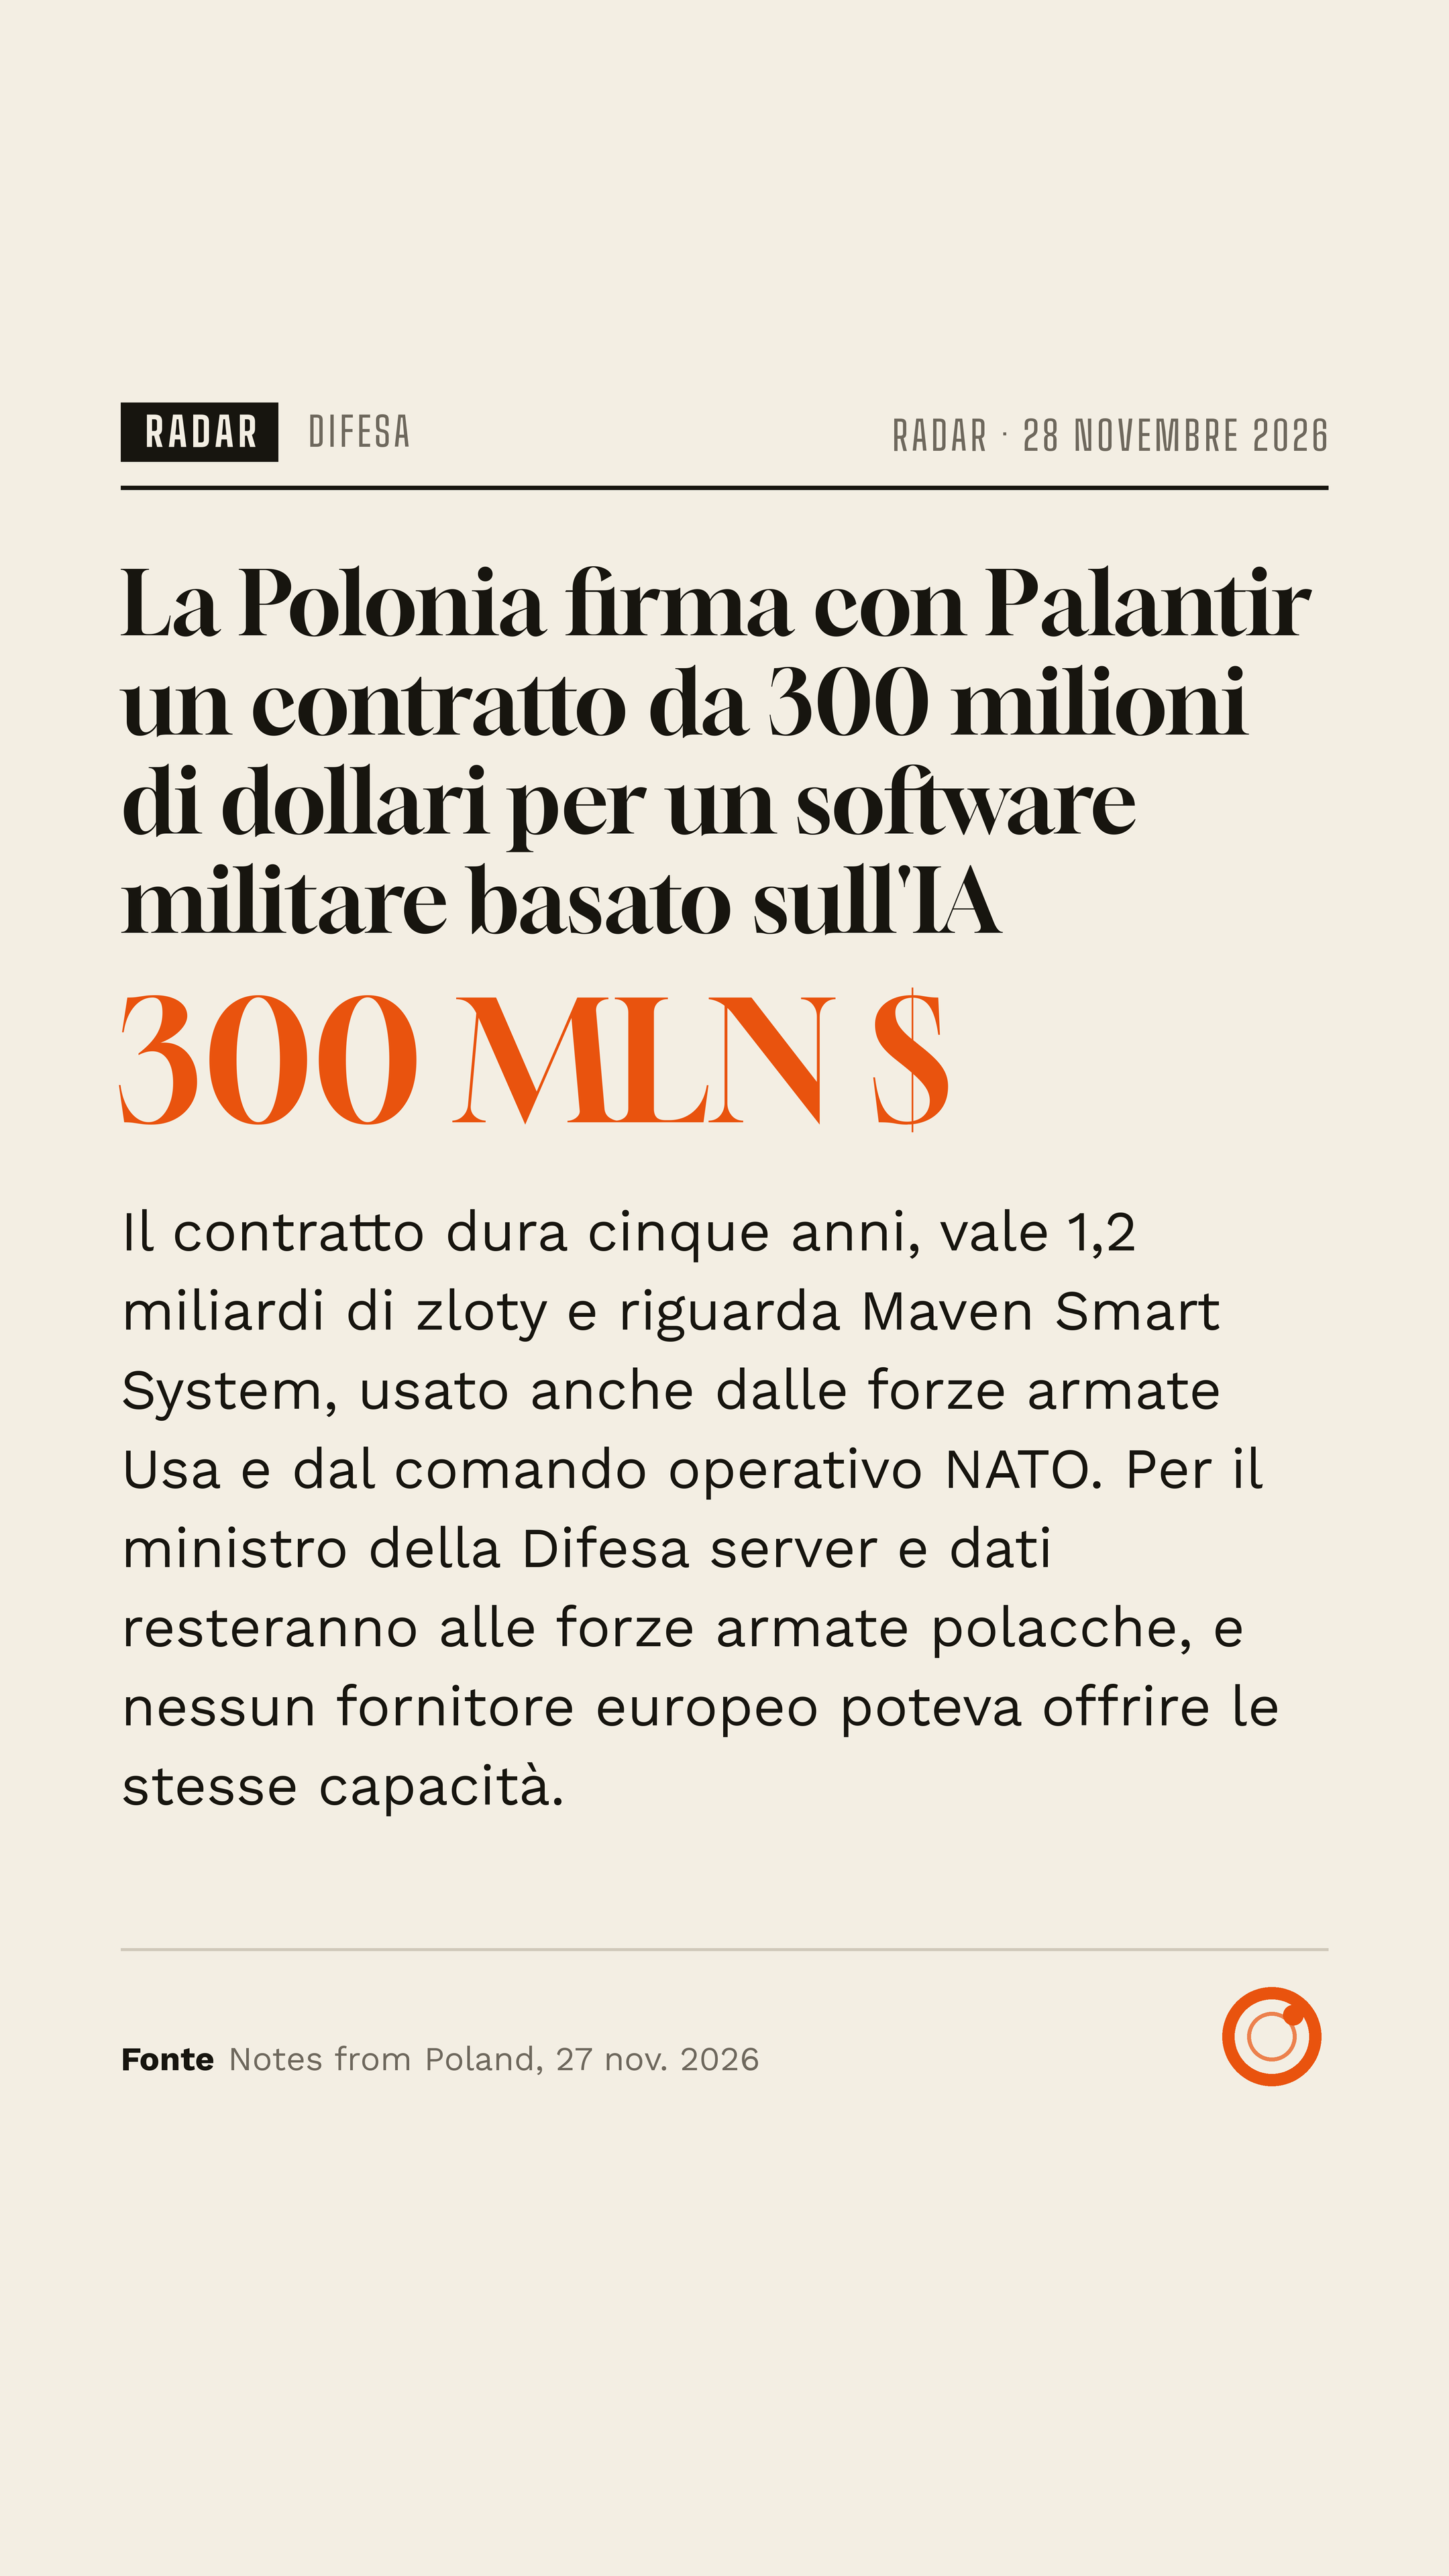 RADAR DIFESA RADAR · 28 NOVEMBRE 2026
La Polonia firma con Palantir
un contratto da 300 milioni
di dollari per un software
militare basato sull'IA
300 MLN $
Il contratto dura cinque anni, vale 1,2
miliardi di zloty e riguarda Maven Smart
System, usato anche dalle forze armate
Usa e dal comando operativo NATO. Per il
ministro della Difesa server e dati
resteranno alle forze armate polacche, e
nessun fornitore europeo poteva offrire le
stesse capacità.
Fonte Notes from Poland, 27 nov. 2026